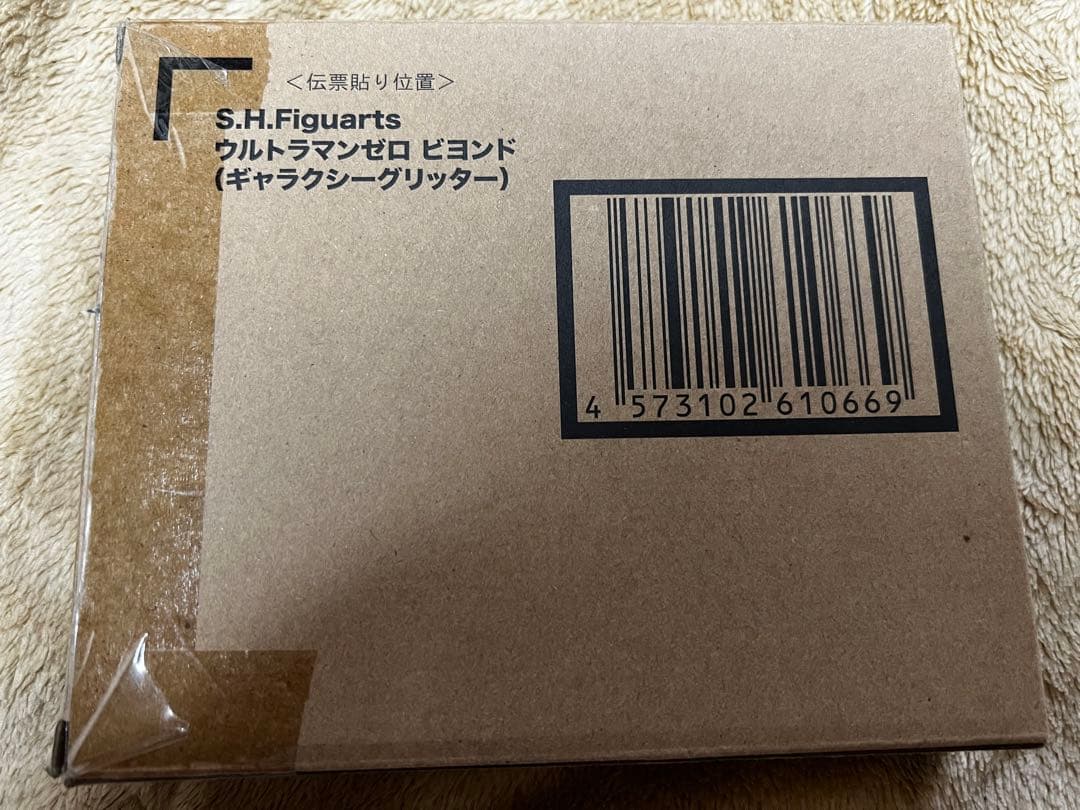 ＜伝票貼り位置＞
S.H.Figuarts
ウルトラマンゼロ ビヨンド
（ギャラクシーグリッター）
4 573102 610669